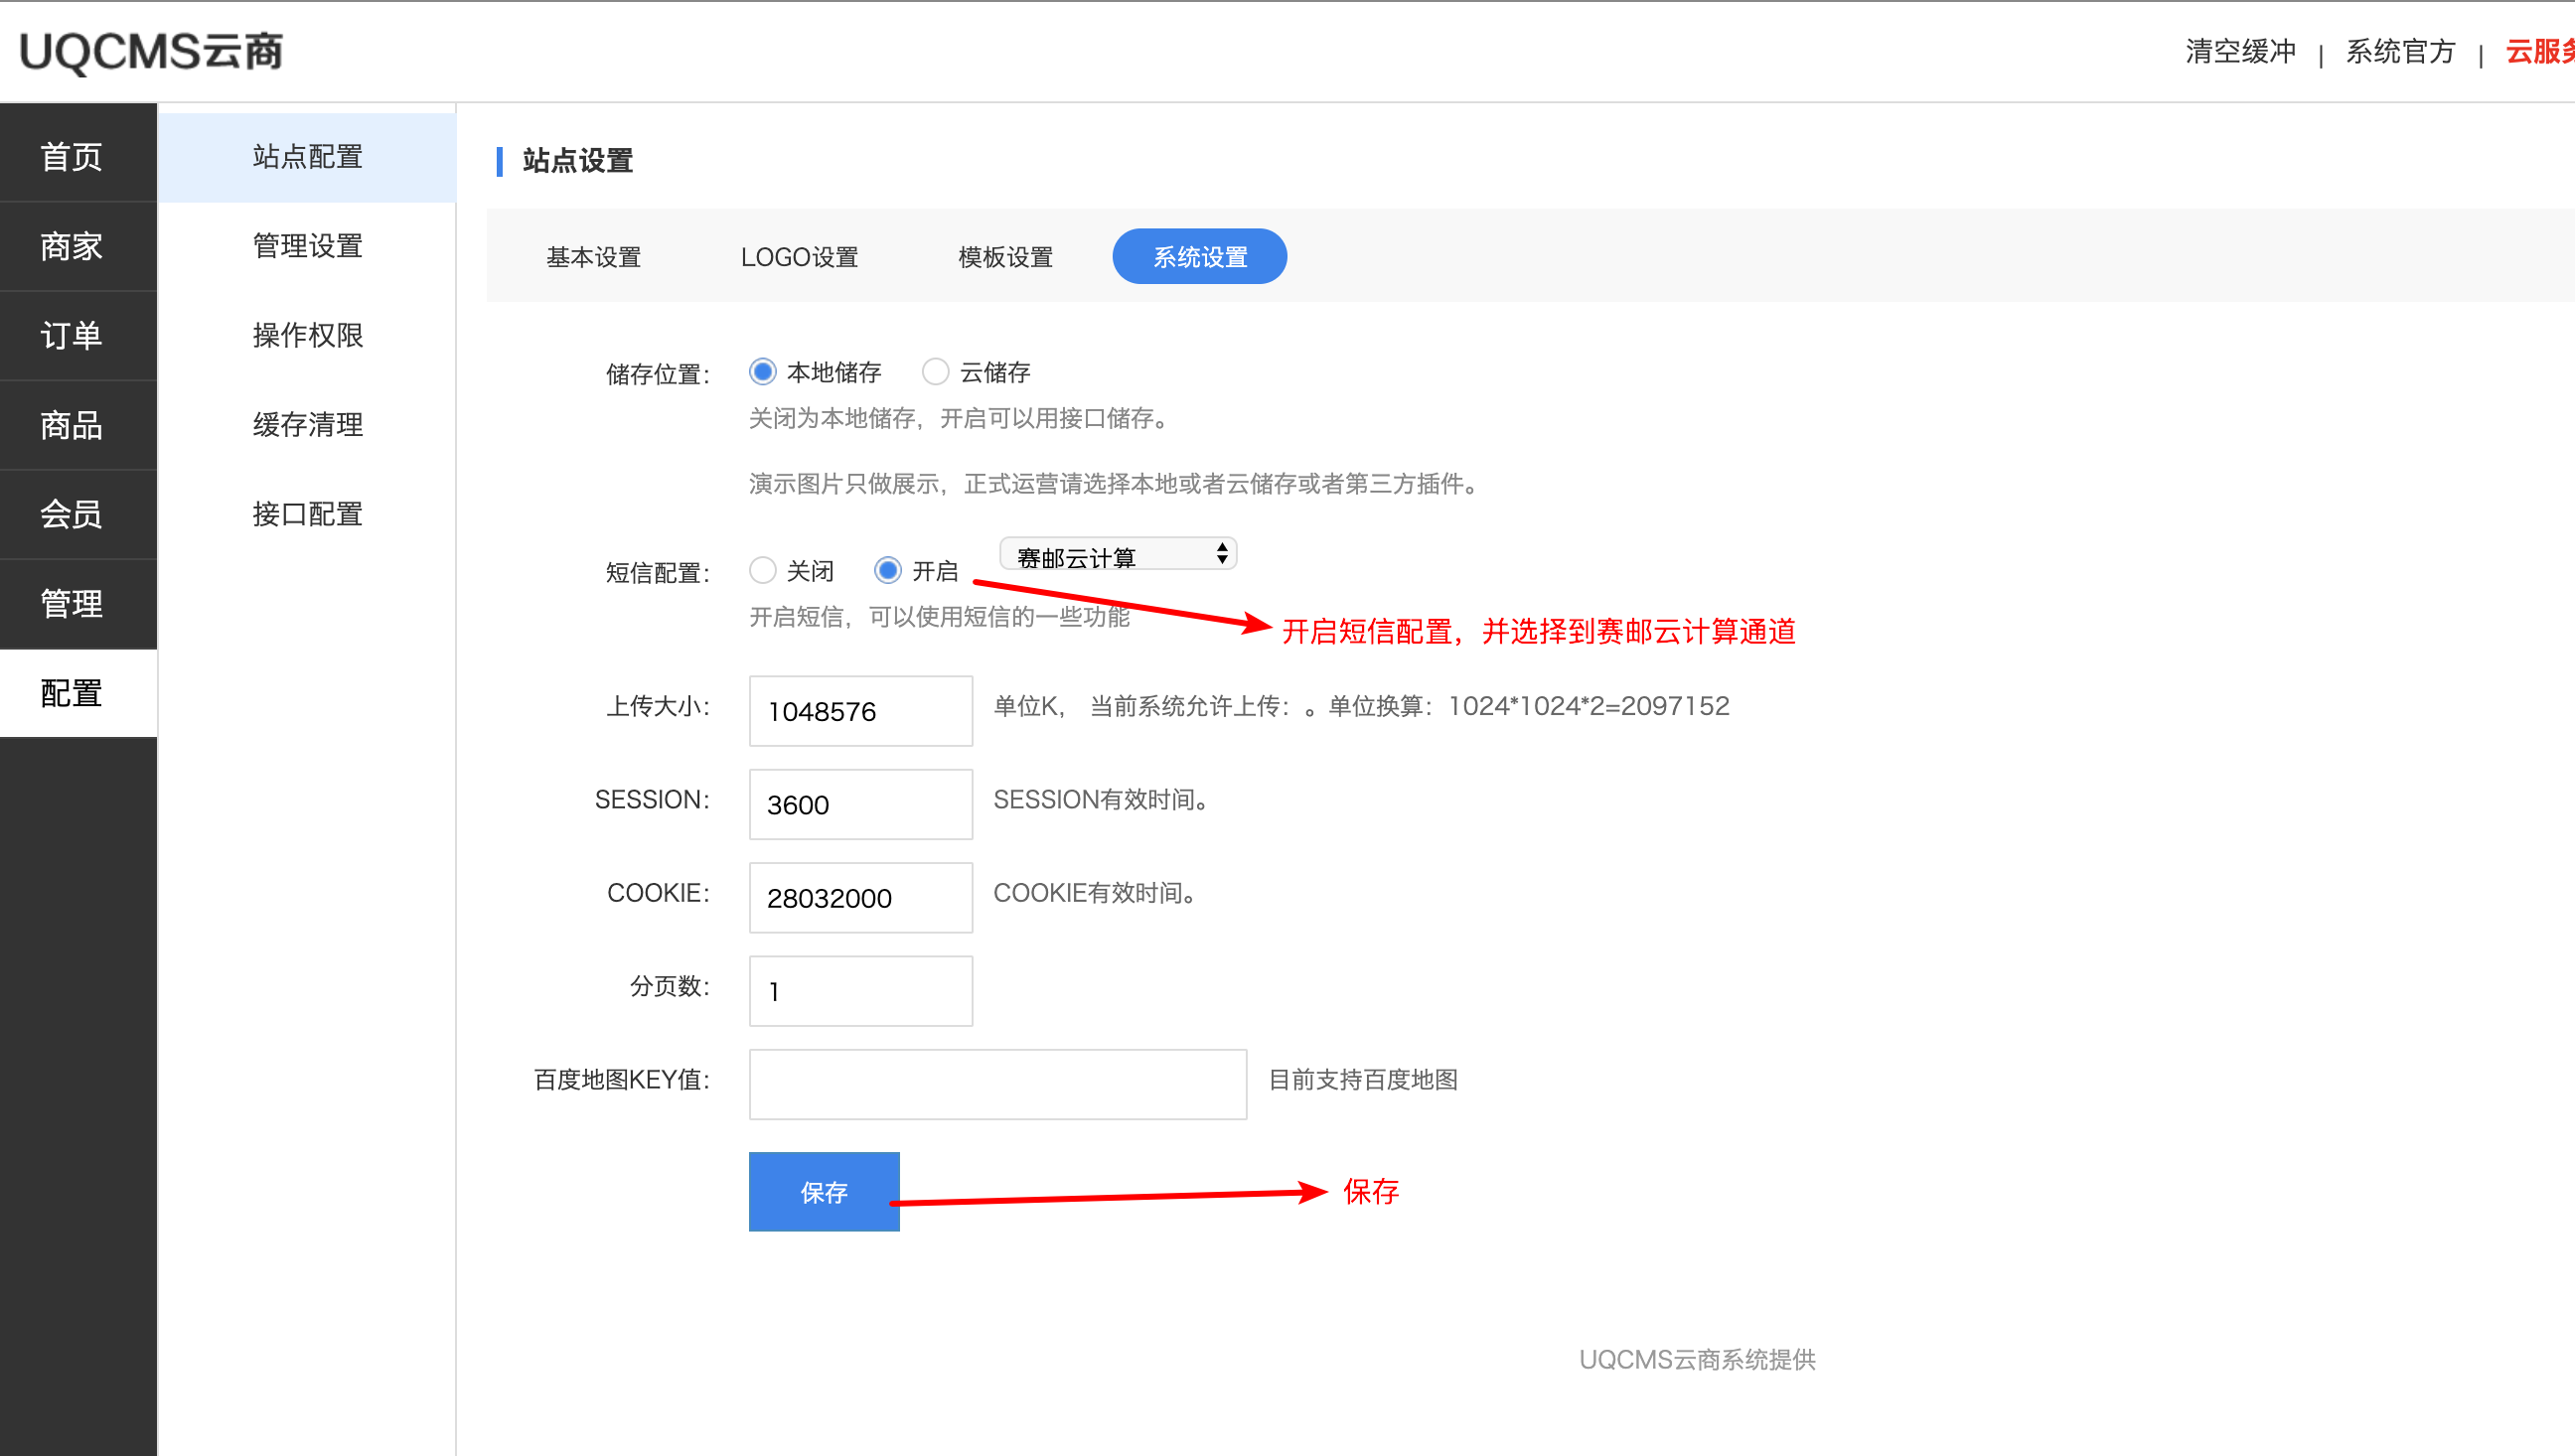 UQCMS云商
清空缓冲 | 系统官方 | 云服务
首页
商家
订单
商品
会员
管理
配置
站点配置
管理设置
操作权限
缓存清理
接口配置
站点设置
基本设置 LOGO设置 模板设置 系统设置
储存位置： 本地储存 云储存
关闭为本地储存，开启可以用接口储存。
演示图片只做展示，正式运营请选择本地或者云储存或者第三方插件。
短信配置： 关闭 开启 赛邮云计算
开启短信，可以使用短信的一些功能
开启短信配置，并选择到赛邮云计算通道
上传大小： 1048576 单位K， 当前系统允许上传：。单位换算：1024*1024*2=2097152
SESSION： 3600 SESSION有效时间。
COOKIE： 28032000 COOKIE有效时间。
分页数： 1
百度地图KEY值： 目前支持百度地图
保存 保存
UQCMS云商系统提供